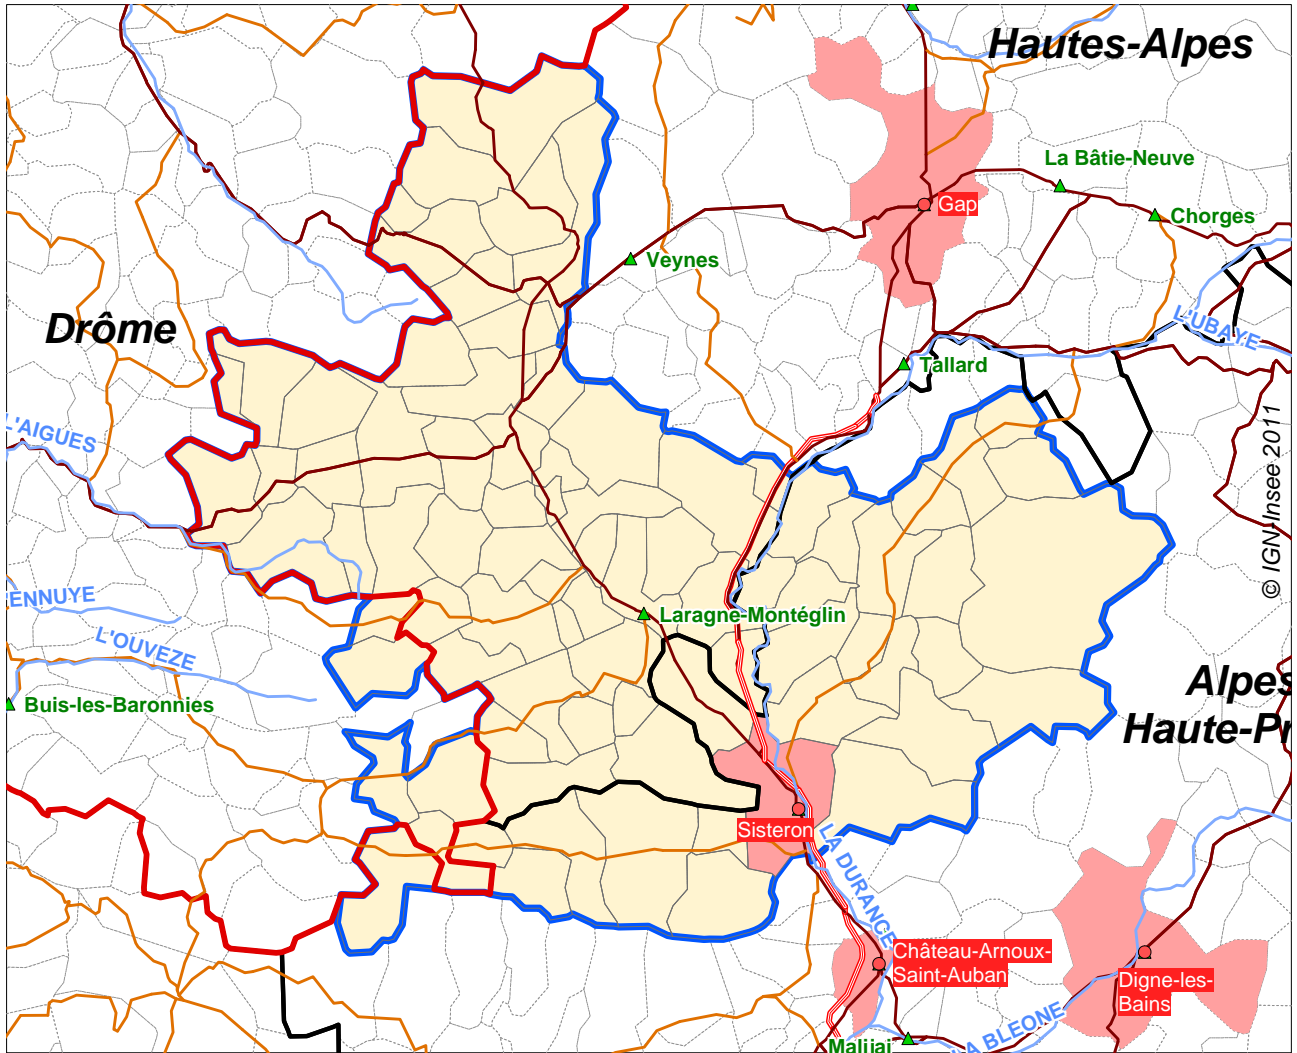 Hautes-Alpes
La Bâtie-Neuve
Gap
Chorges
Veynes
L'UBAYE
Drôme
Tallard
L'AIGUES
© IGN-Insee 2011
ENNUYE
Laragne-Montéglin
L'OUVEZE
Buis-les-Baronnies
Alpes
Haute-Pr
Sisteron
LA DURANCE
Château-Arnoux-
Saint-Auban
Digne-les-
Bains
LA BLEONE
Malijai